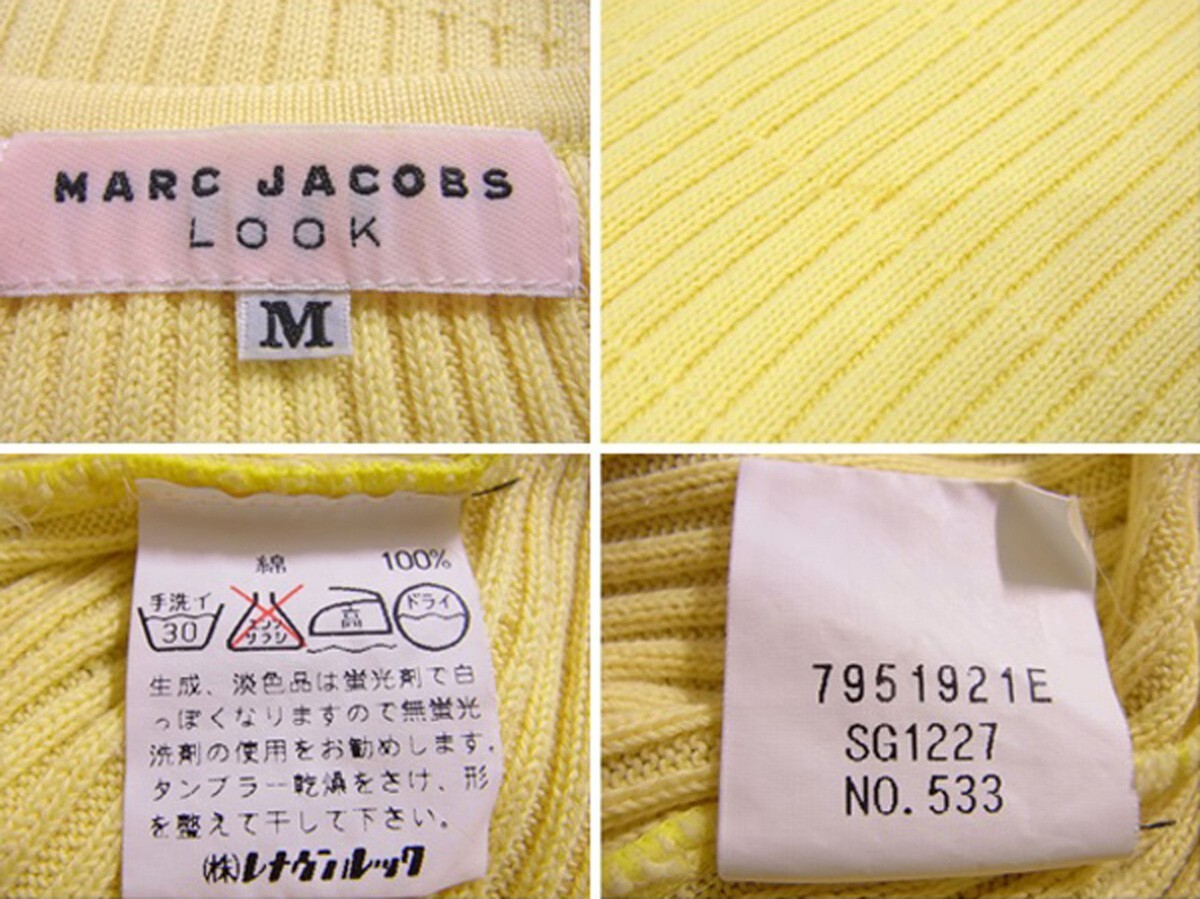 MARC JACOBS
LOOK
M
綿 100%
手洗イ
30
エンソ
サラシ
高
ドライ
生成、淡色品は蛍光剤で白
っぽくなりますので無蛍光
洗剤の使用をお勧めします。
タンブラー乾燥をさけ、形
を整えて干して下さい。
(株)レナウンルック
7951921E
SG1227
NO.533